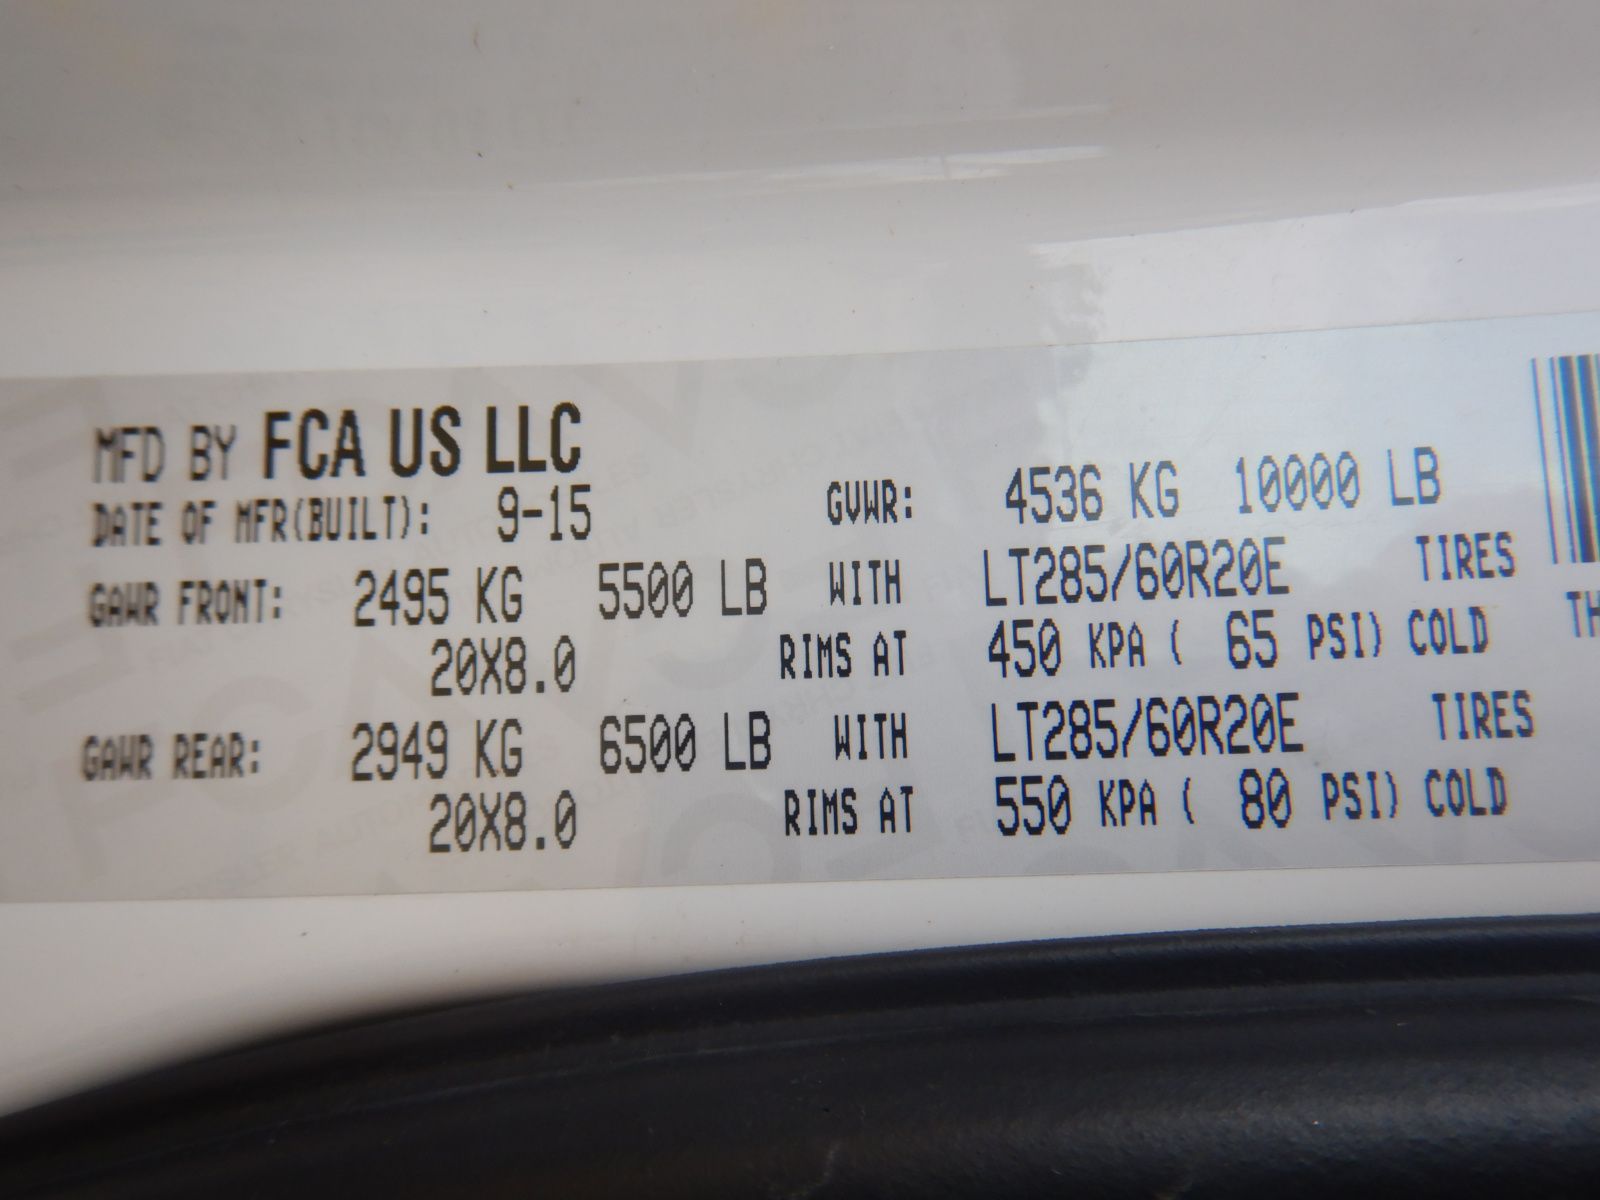 MFD BY FCA US LLC
DATE OF MFR(BUILT): 9-15 GVWR: 4536 KG 10000 LB
GAWR FRONT: 2495 KG 5500 LB WITH LT285/60R20E TIRES
20X8.0 RIMS AT 450 KPA ( 65 PSI) COLD
GAWR REAR: 2949 KG 6500 LB WITH LT285/60R20E TIRES
20X8.0 RIMS AT 550 KPA ( 80 PSI) COLD
TH